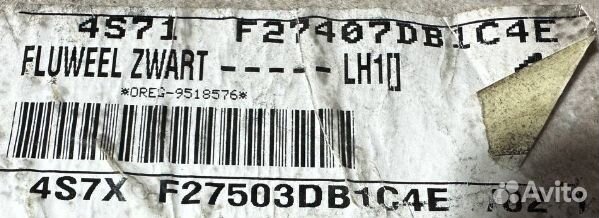 4S71 F27407DB1C4E
FLUWEEL ZWART ----- LH1[]
*OREG-9518576*
4S7X F27503DB1C4E
Avito